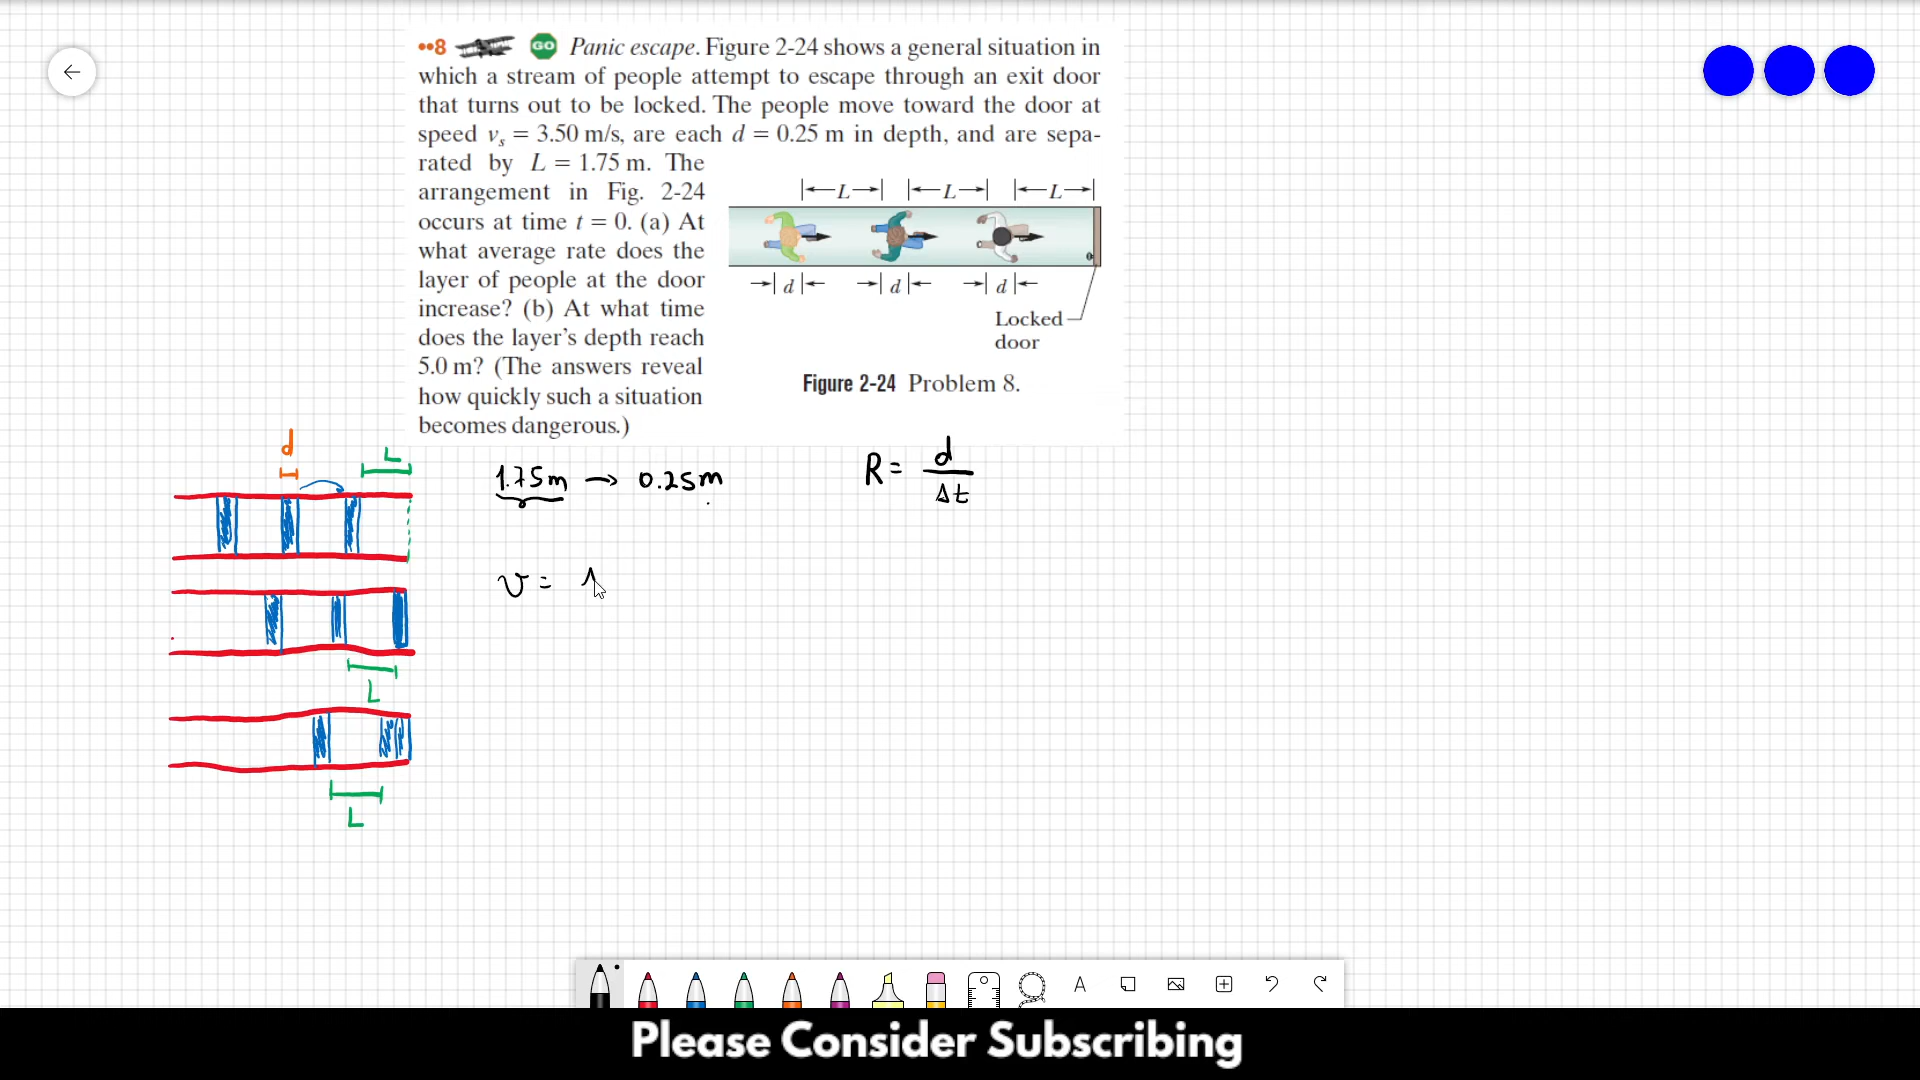 ••8 GO Panic escape. Figure 2-24 shows a general situation in
which a stream of people attempt to escape through an exit door
that turns out to be locked. The people move toward the door at
speed vₛ = 3.50 m/s, are each d = 0.25 m in depth, and are sepa-
rated by L = 1.75 m. The
arrangement in Fig. 2-24
occurs at time t = 0. (a) At
what average rate does the
layer of people at the door
increase? (b) At what time
does the layer's depth reach
5.0 m? (The answers reveal
how quickly such a situation
becomes dangerous.)
L L L
d d d
Locked
door
Figure 2-24 Problem 8.
d
L
1.75m → 0.25m
R = d/Δt
v =
L
L
A
Please Consider Subscribing